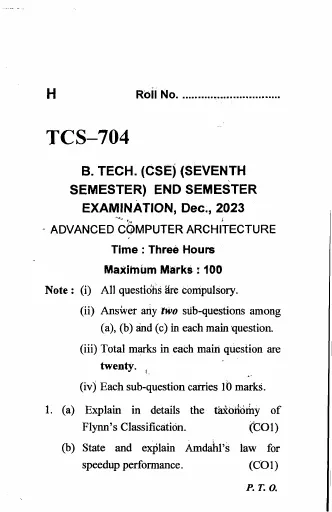 H Roll No. ................................
TCS–704
B. TECH. (CSE) (SEVENTH
SEMESTER) END SEMESTER
EXAMINATION, Dec., 2023
ADVANCED COMPUTER ARCHITECTURE
Time : Three Hours
Maximum Marks : 100
Note : (i) All questions are compulsory.
(ii) Answer any two sub-questions among
(a), (b) and (c) in each main question.
(iii) Total marks in each main question are
twenty.
(iv) Each sub-question carries 10 marks.
1. (a) Explain in details the taxonomy of
Flynn's Classification. (CO1)
(b) State and explain Amdahl's law for
speedup performance. (CO1)
P. T. O.